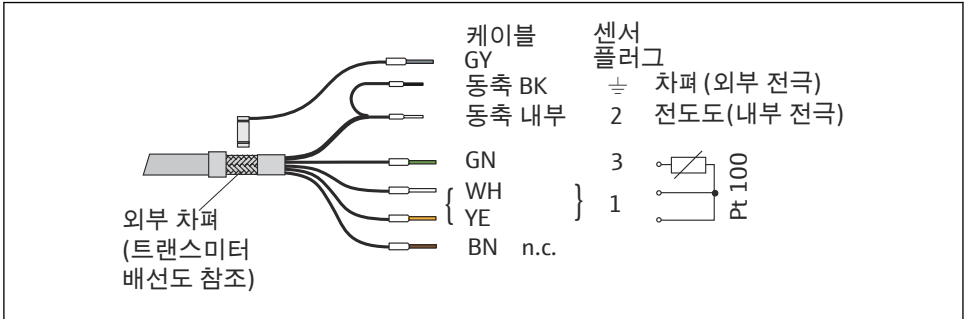 케이블 센서
플러그
GY
동축 BK ⏚ 차폐 (외부 전극)
동축 내부 2 전도도(내부 전극)
GN 3
WH
YE
1
Pt 100
BN n.c.
외부 차폐
(트랜스미터
배선도 참조)